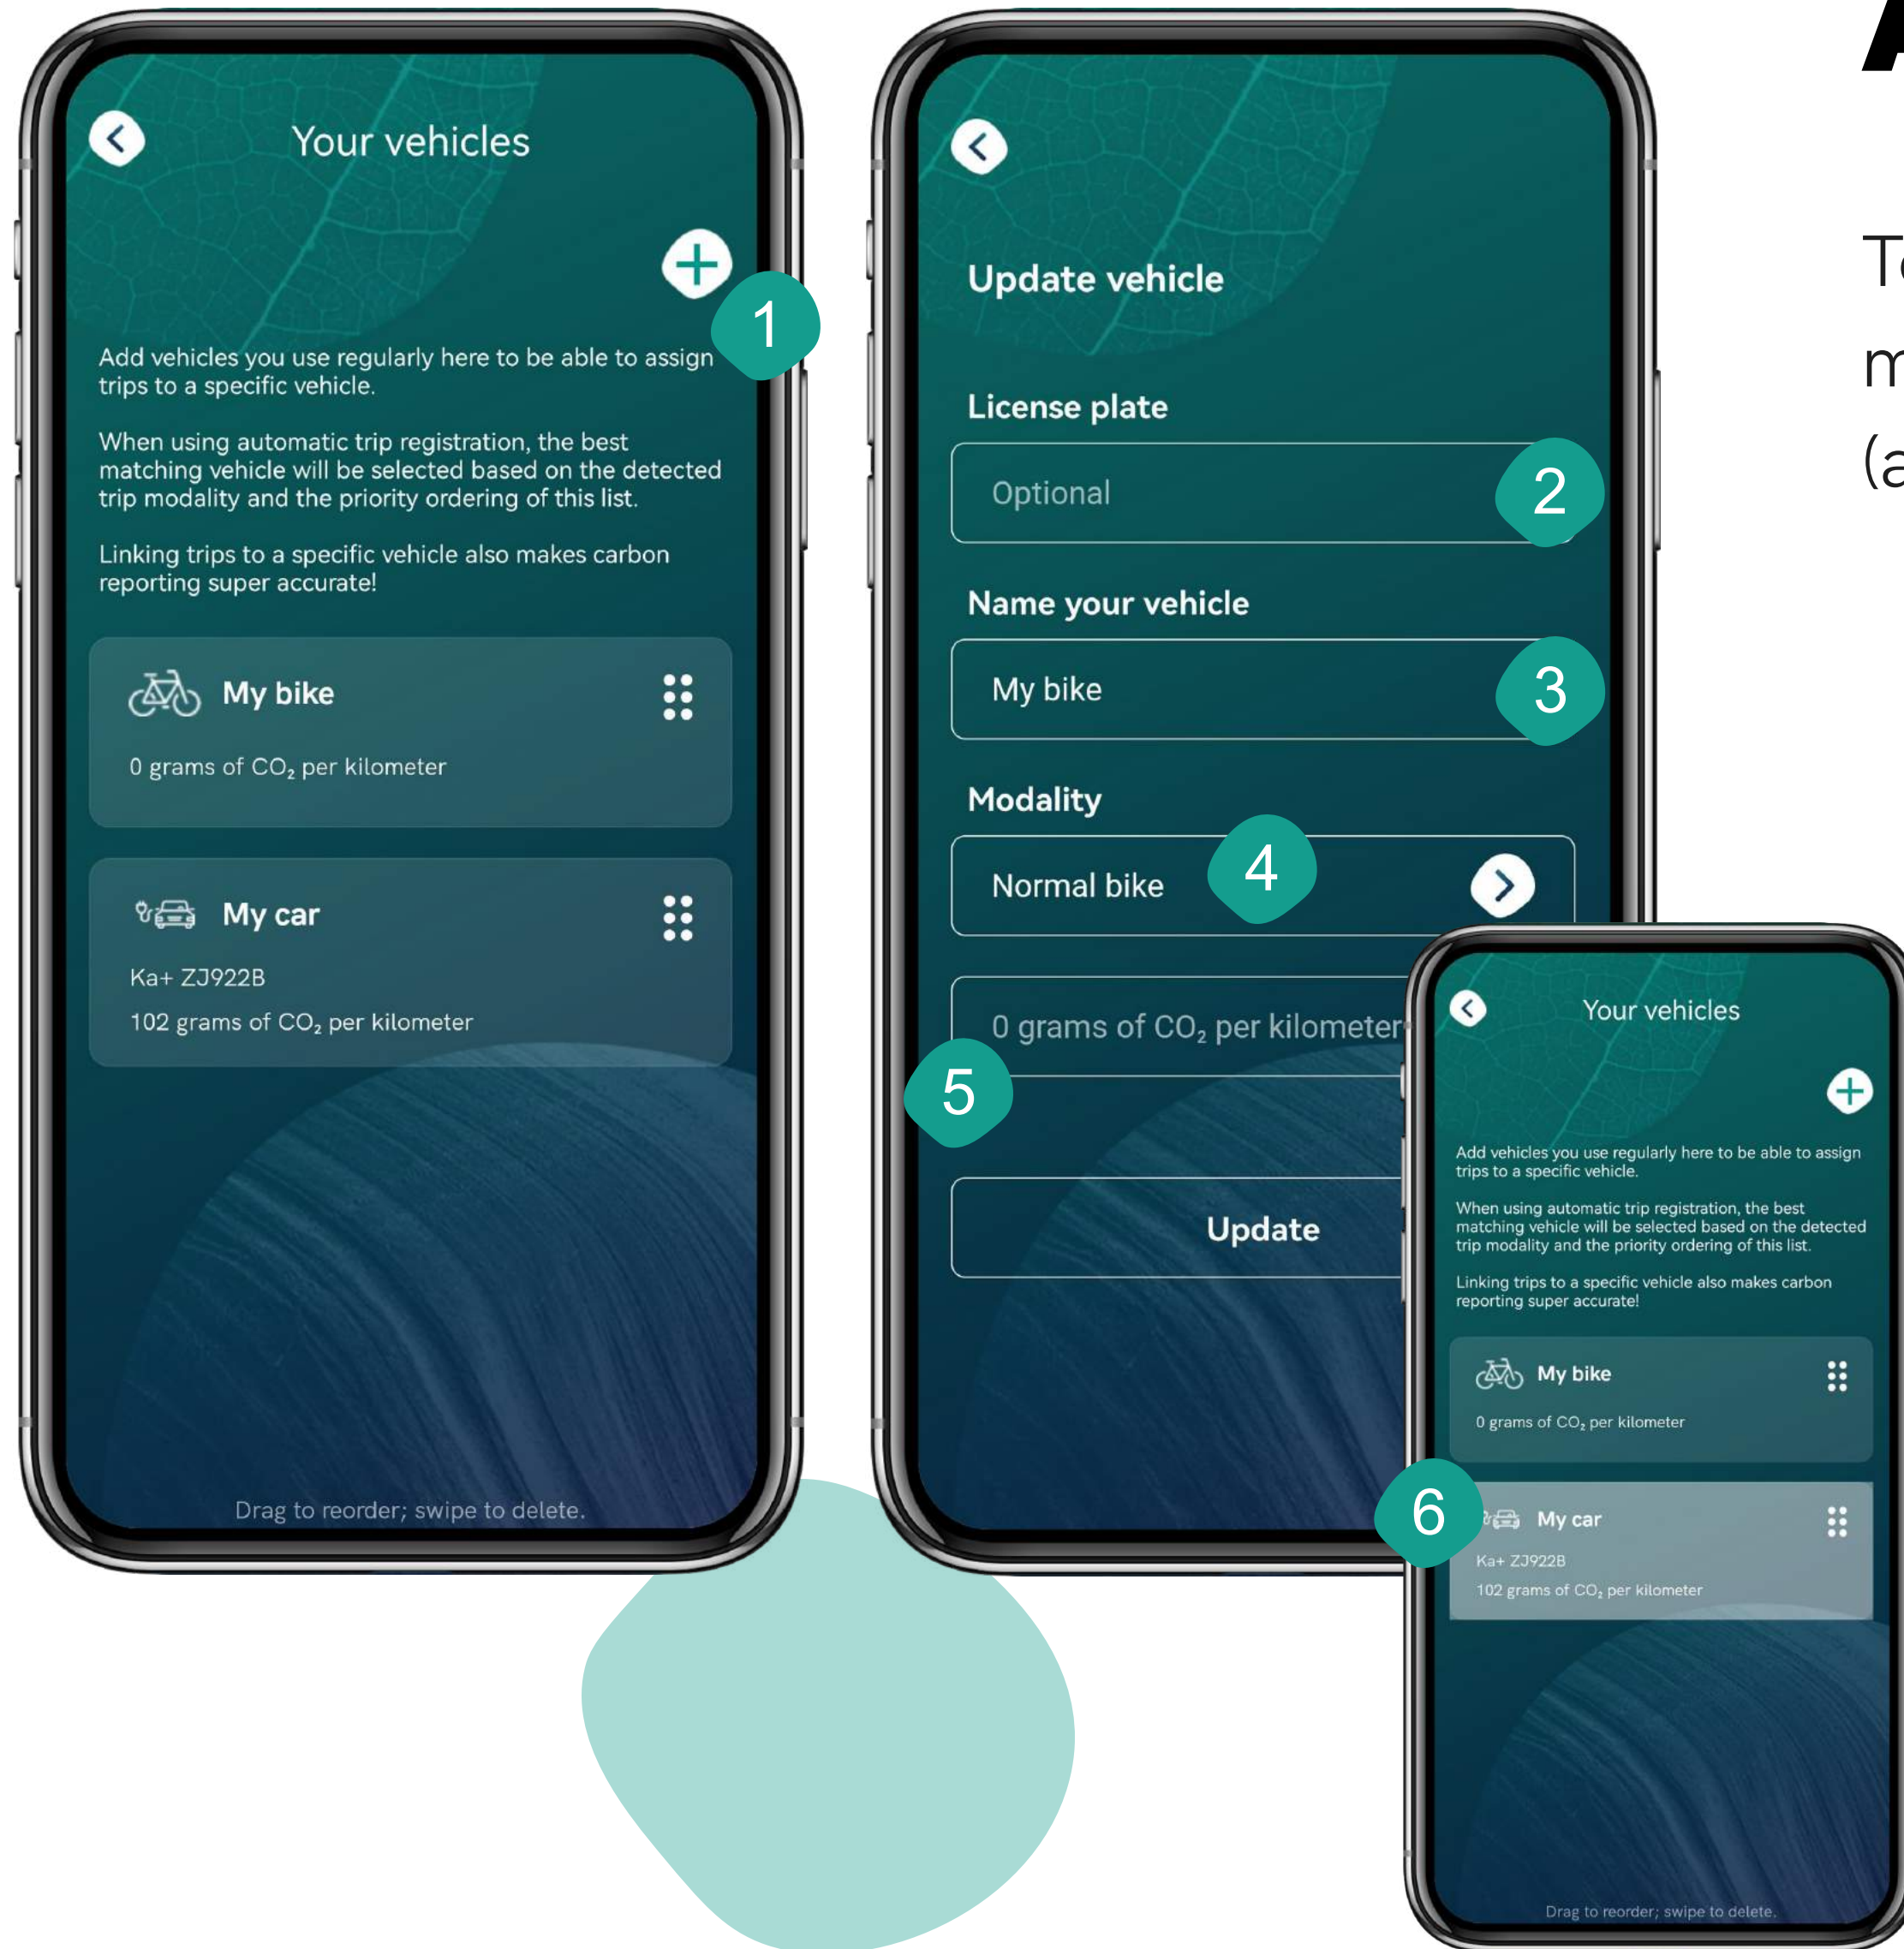 Your vehicles
1
Add vehicles you use regularly here to be able to assign
trips to a specific vehicle.
When using automatic trip registration, the best
matching vehicle will be selected based on the detected
trip modality and the priority ordering of this list.
Linking trips to a specific vehicle also makes carbon
reporting super accurate!
My bike
0 grams of CO₂ per kilometer
My car
Ka+ ZJ922B
102 grams of CO₂ per kilometer
Drag to reorder; swipe to delete.
Update vehicle
License plate
Optional
2
Name your vehicle
My bike
3
Modality
Normal bike
4
0 grams of CO₂ per kilometer
5
Update
Your vehicles
Add vehicles you use regularly here to be able to assign
trips to a specific vehicle.
When using automatic trip registration, the best
matching vehicle will be selected based on the detected
trip modality and the priority ordering of this list.
Linking trips to a specific vehicle also makes carbon
reporting super accurate!
My bike
0 grams of CO₂ per kilometer
6
My car
Ka+ ZJ922B
102 grams of CO₂ per kilometer
Drag to reorder; swipe to delete.